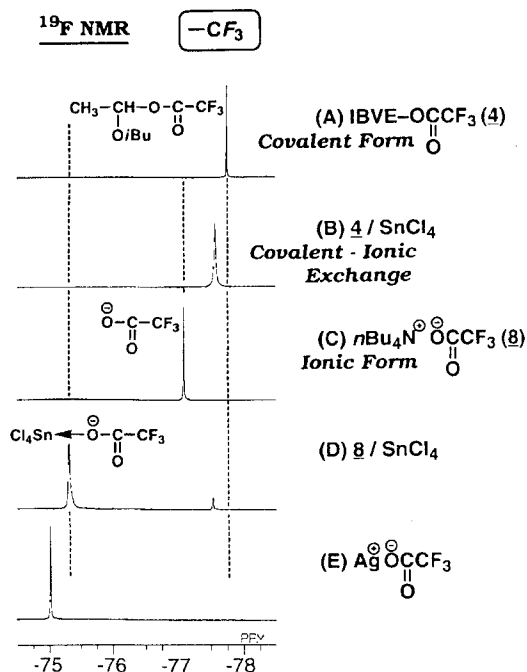 ¹⁹F NMR
—CF₃
CH₃—CH—O—C—CF₃
OiBu O
(A) IBVE—OCCF₃ (4)
O
Covalent Form
(B) 4 / SnCl₄
Covalent - Ionic
Exchange
⊖
O—C—CF₃
O
(C) nBu₄N⊕ ⊖OCCF₃ (8)
O
Ionic Form
⊖
Cl₄Sn O—C—CF₃
O
(D) 8 / SnCl₄
(E) Ag⊕ ⊖OCCF₃
O
PPM
-75 -76 -77 -78